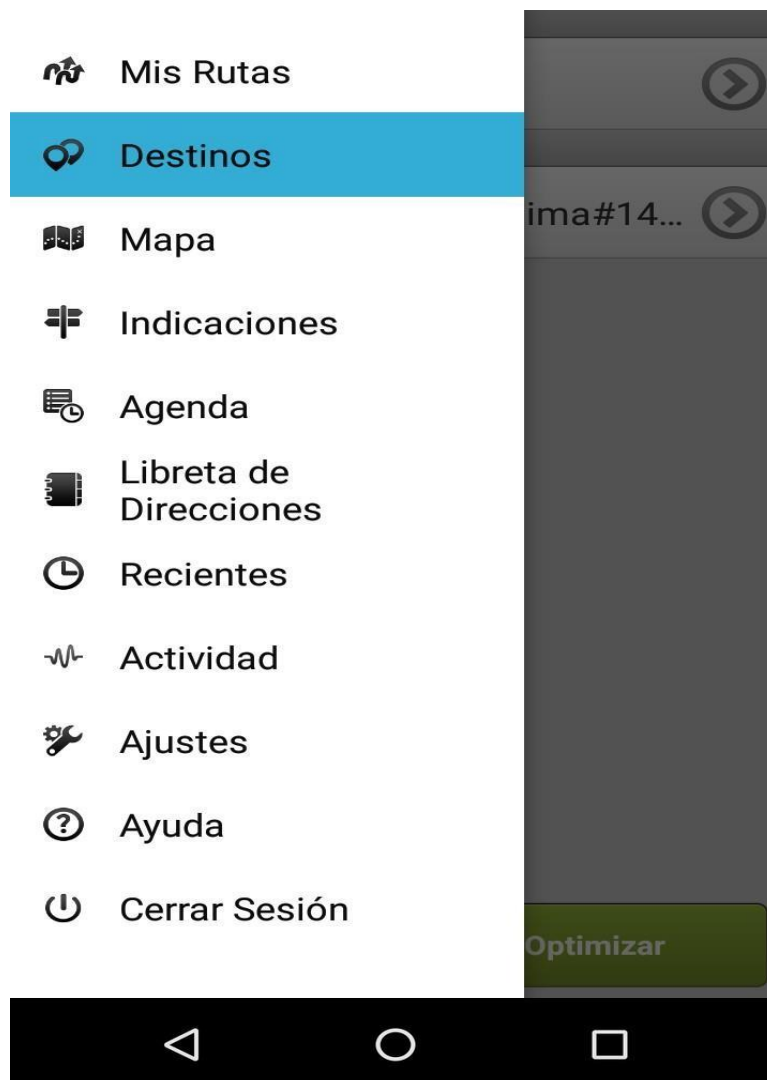 Mis Rutas
Destinos
Mapa
ima#14...
Indicaciones
Agenda
Libreta de
Direcciones
Recientes
Actividad
Ajustes
Ayuda
Cerrar Sesión
Optimizar